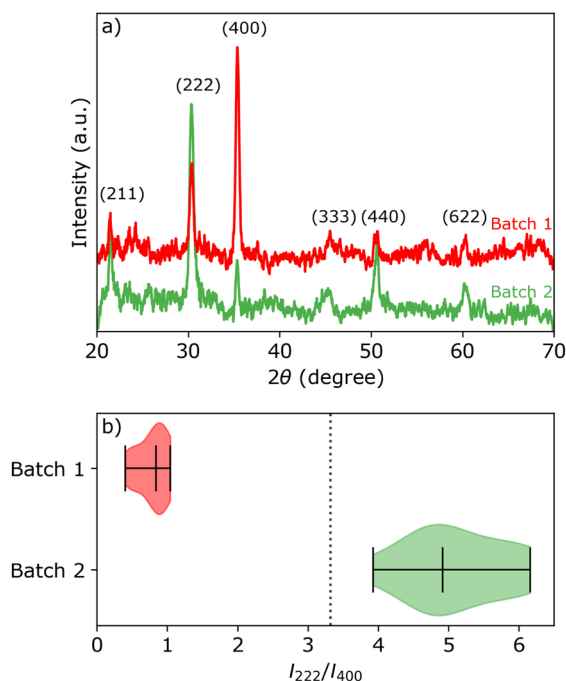 a)
(400)
(222)
(211)
(333) (440) (622)
Batch 1
Batch 2
Intensity (a.u.)
20 30 40 50 60 70
2θ (degree)
b)
Batch 1
Batch 2
0 1 2 3 4 5 6
I222/I400